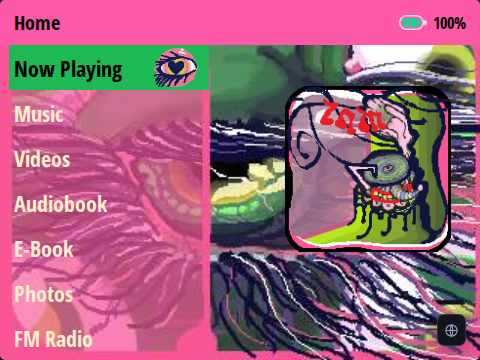 Home
100%
Now Playing
Music
Videos
Audiobook
E-Book
Photos
FM Radio